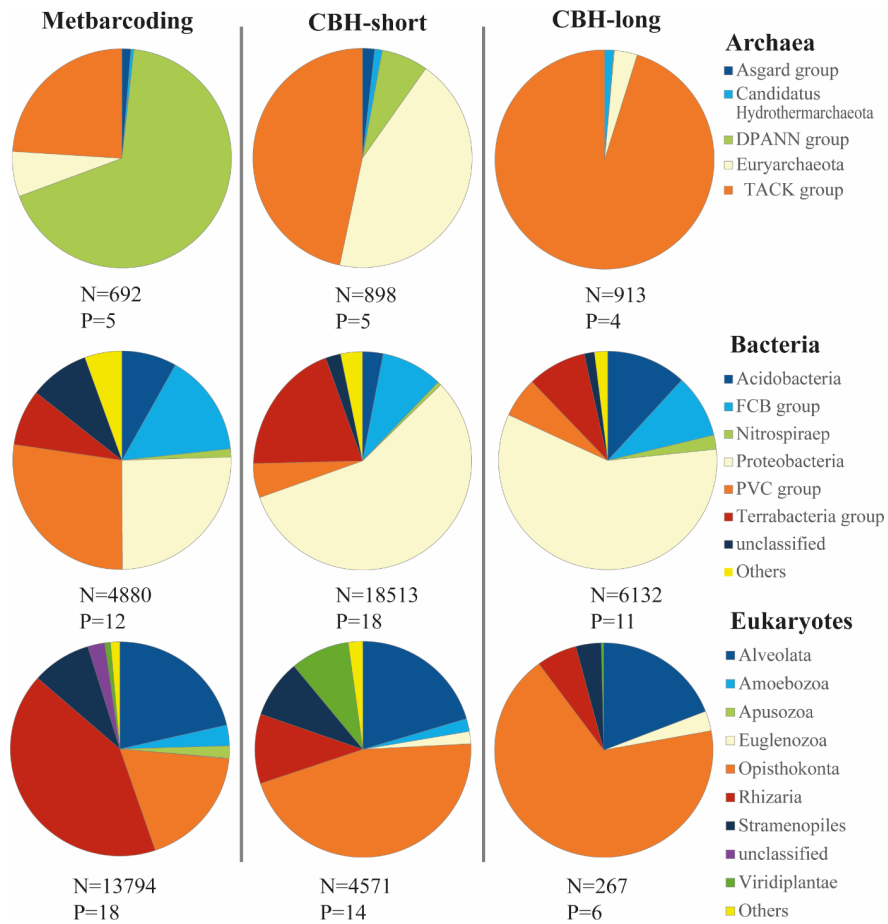 Metbarcoding
CBH-short
CBH-long
Archaea
Asgard group
Candidatus
Hydrothermarchaeota
DPANN group
Euryarchaeota
TACK group
N=692
P=5
N=898
P=5
N=913
P=4
Bacteria
Acidobacteria
FCB group
Nitrospiraep
Proteobacteria
PVC group
Terrabacteria group
unclassified
Others
N=4880
P=12
N=18513
P=18
N=6132
P=11
Eukaryotes
Alveolata
Amoebozoa
Apusozoa
Euglenozoa
Opisthokonta
Rhizaria
Stramenopiles
unclassified
Viridiplantae
Others
N=13794
P=18
N=4571
P=14
N=267
P=6